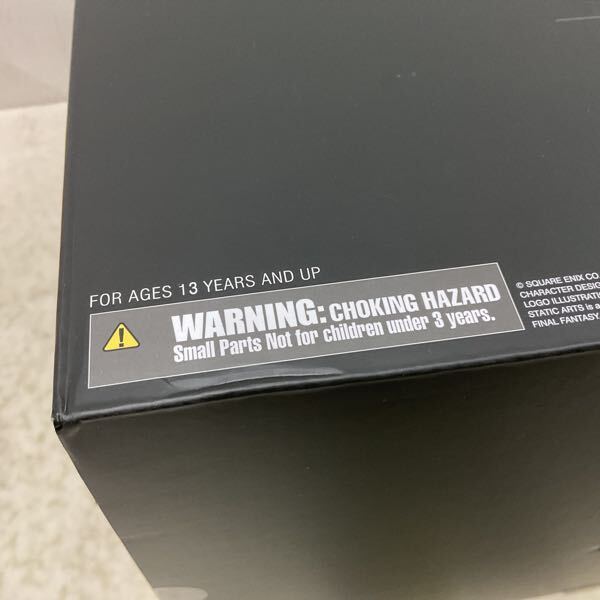 FOR AGES 13 YEARS AND UP
WARNING: CHOKING HAZARD
Small Parts Not for children under 3 years.
© SQUARE ENIX CO.
CHARACTER DESIG
LOGO ILLUSTRATI
STATIC ARTS is a
FINAL FANTASY,